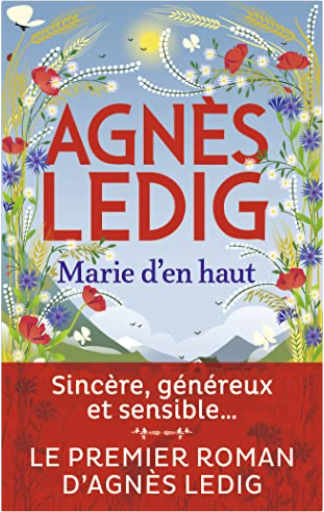 AGNÈS
LEDIG
Marie d'en haut
Sincère, généreux
et sensible...
LE PREMIER ROMAN
D'AGNÈS LEDIG